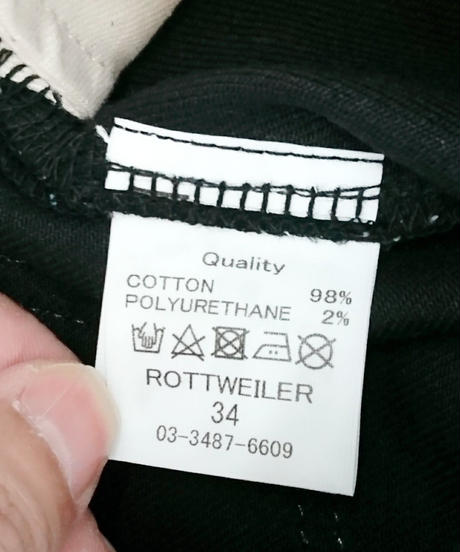 Quality
COTTON 98%
POLYURETHANE 2%
ROTTWEILER
34
03-3487-6609